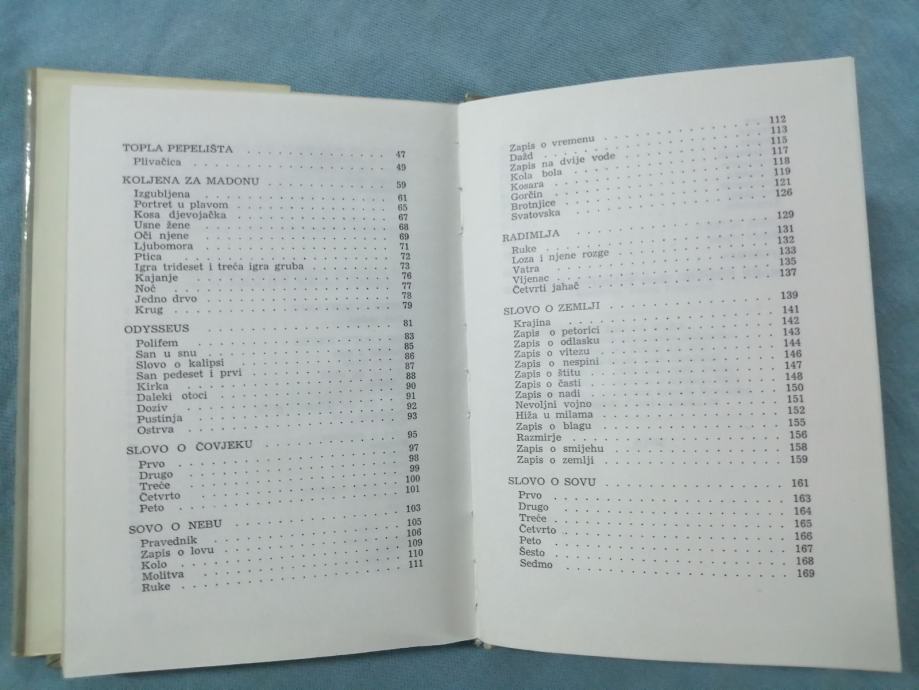 TOPLA PEPELIŠTA . . . . . . . . . . 47
Plivačica . . . . . . . . . . 49
KOLJENA ZA MADONU . . . . . . . . . . 59
Izgubljena . . . . . . . . . . 61
Portret u plavom . . . . . . . . . . 65
Kosa djevojačka . . . . . . . . . . 67
Usne žene . . . . . . . . . . 68
Oči njene . . . . . . . . . . 69
Ljubomora . . . . . . . . . . 71
Ptica . . . . . . . . . . 72
Igra trideset i treća igra gruba . . . . . . . . . . 73
Kajanje . . . . . . . . . . 76
Noć . . . . . . . . . . 77
Jedno drvo . . . . . . . . . . 78
Krug . . . . . . . . . . 79
ODYSSEUS . . . . . . . . . . 81
Polifem . . . . . . . . . . 83
San u snu . . . . . . . . . . 85
Slovo o kalipsi . . . . . . . . . . 86
San pedeset i prvi . . . . . . . . . . 87
Kirka . . . . . . . . . . 88
Daleki otoci . . . . . . . . . . 90
Doziv . . . . . . . . . . 91
Pustinja . . . . . . . . . . 92
Ostrva . . . . . . . . . . 93
SLOVO O ČOVJEKU . . . . . . . . . . 95
Prvo . . . . . . . . . . 97
Drugo . . . . . . . . . . 98
Treće . . . . . . . . . . 99
Četvrto . . . . . . . . . . 100
Peto . . . . . . . . . . 101
SOVO O NEBU . . . . . . . . . . 103
Pravednik . . . . . . . . . . 105
Zapis o lovu . . . . . . . . . . 106
Kolo . . . . . . . . . . 109
Molitva . . . . . . . . . . 110
Ruke . . . . . . . . . . 111
Zapis o vremenu . . . . . . . . . . 112
Dažd . . . . . . . . . . 113
Zapis na dvije vode . . . . . . . . . . 115
Kola bola . . . . . . . . . . 117
Kosara . . . . . . . . . . 118
Gorčin . . . . . . . . . . 119
Brotnjice . . . . . . . . . . 121
Svatovska . . . . . . . . . . 126
RADIMLJA . . . . . . . . . . 129
Ruke . . . . . . . . . . 131
Loza i njene rozge . . . . . . . . . . 132
Vatra . . . . . . . . . . 133
Vijenac . . . . . . . . . . 135
Četvrti jahač . . . . . . . . . . 137
SLOVO O ZEMLJI . . . . . . . . . . 139
Krajina . . . . . . . . . . 141
Zapis o petorici . . . . . . . . . . 142
Zapis o odlasku . . . . . . . . . . 143
Zapis o vitezu . . . . . . . . . . 144
Zapis o nespini . . . . . . . . . . 146
Zapis o štitu . . . . . . . . . . 147
Zapis o časti . . . . . . . . . . 148
Zapis o nadi . . . . . . . . . . 150
Nevoljni vojno . . . . . . . . . . 151
Hiža u milama . . . . . . . . . . 152
Zapis o blagu . . . . . . . . . . 155
Razmirje . . . . . . . . . . 156
Zapis o smijehu . . . . . . . . . . 158
Zapis o zemlji . . . . . . . . . . 159
SLOVO O SOVU . . . . . . . . . . 161
Prvo . . . . . . . . . . 163
Drugo . . . . . . . . . . 164
Treće . . . . . . . . . . 165
Četvrto . . . . . . . . . . 166
Peto . . . . . . . . . . 167
Šesto . . . . . . . . . . 168
Sedmo . . . . . . . . . . 169